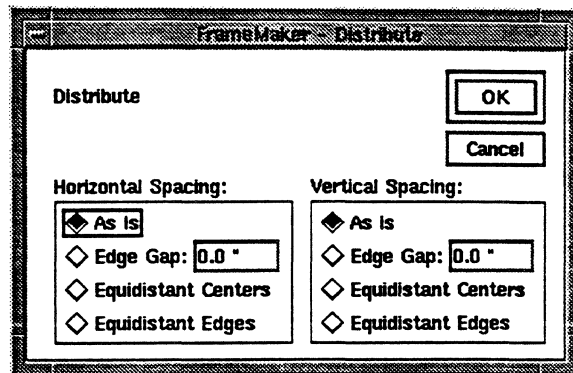 FrameMaker - Distribute
Distribute
OK
Cancel
Horizontal Spacing:
As Is
Edge Gap: 0.0 "
Equidistant Centers
Equidistant Edges
Vertical Spacing:
As Is
Edge Gap: 0.0 "
Equidistant Centers
Equidistant Edges